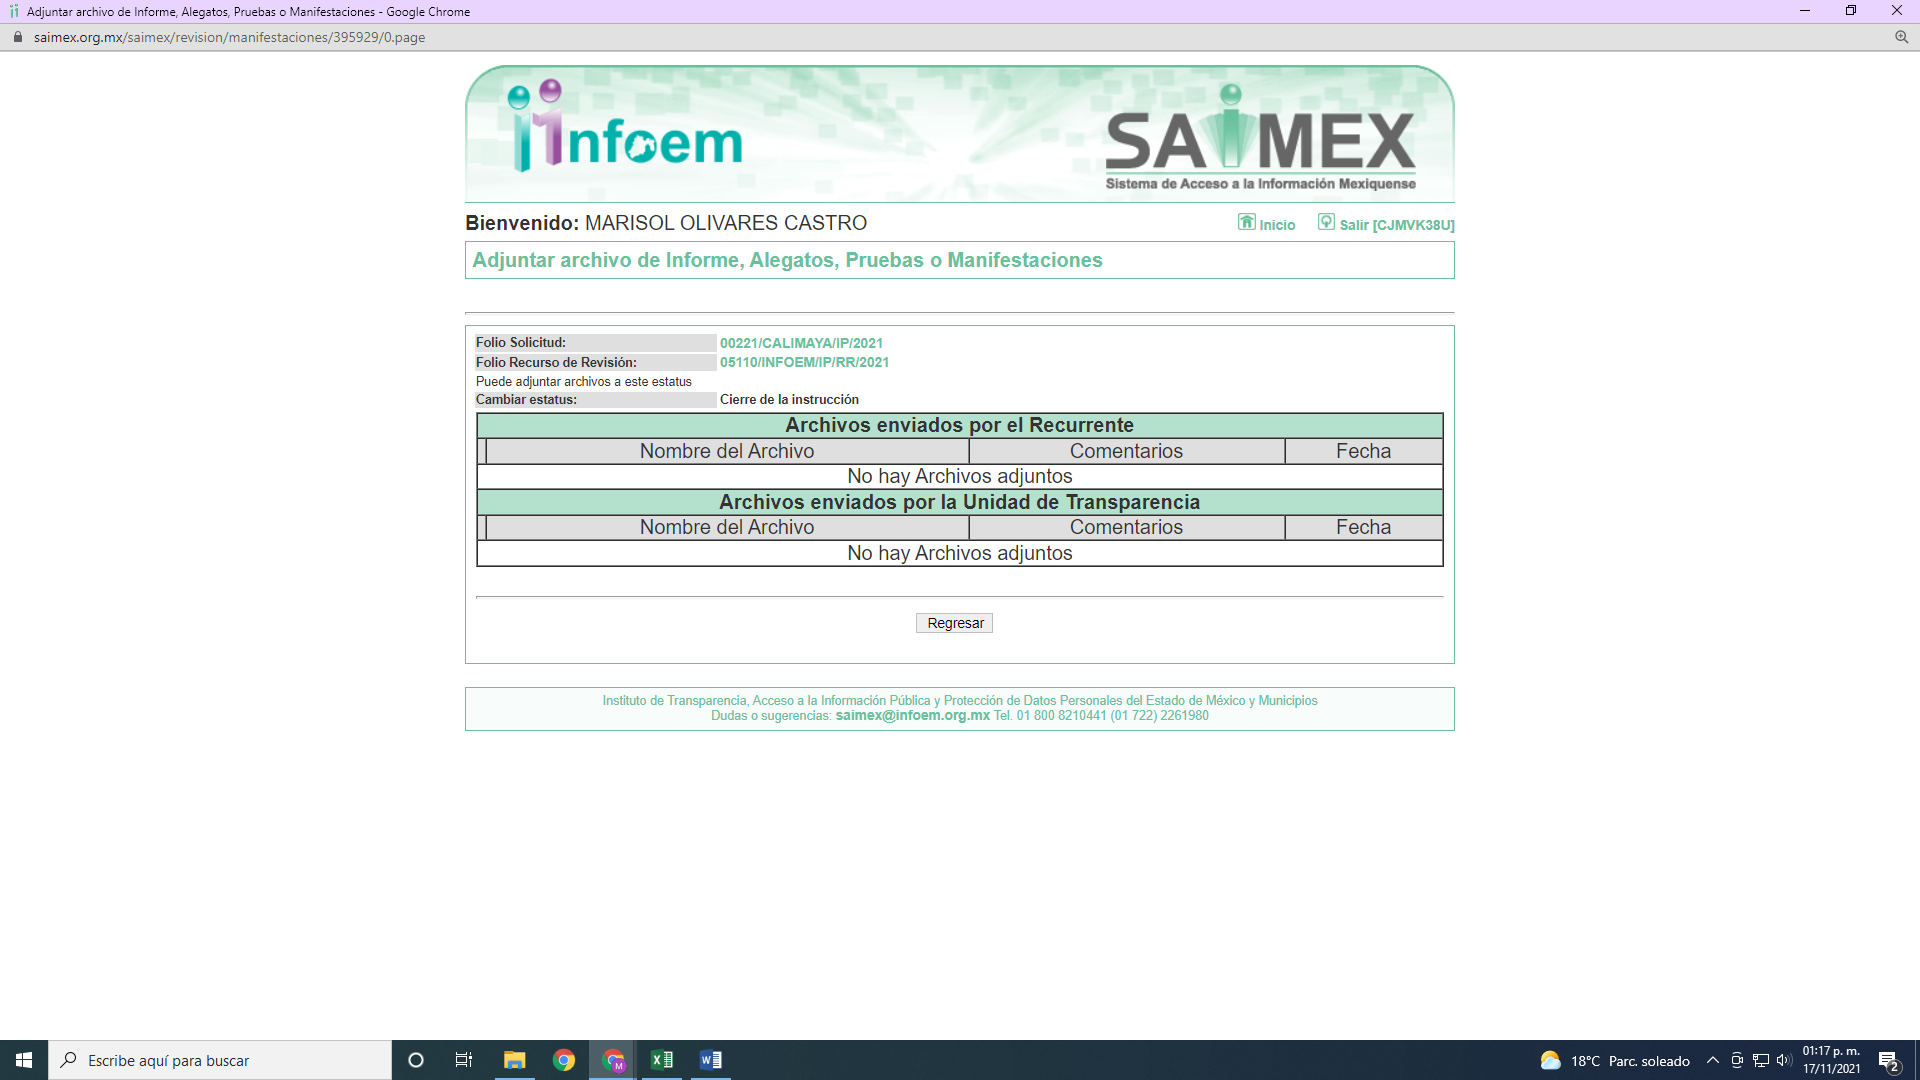 Adjuntar archivo de Informe, Alegatos, Pruebas o Manifestaciones - Google Chrome
saimex.org.mx/saimex/revision/manifestaciones/395929/0.page
infoem
SAIMEX
Sistema de Acceso a la Información Mexiquense
Bienvenido: MARISOL OLIVARES CASTRO
Inicio
Salir [CJMVK38U]
Adjuntar archivo de Informe, Alegatos, Pruebas o Manifestaciones
Folio Solicitud: 00221/CALIMAYA/IP/2021
Folio Recurso de Revisión: 05110/INFOEM/IP/RR/2021
Puede adjuntar archivos a este estatus
Cambiar estatus: Cierre de la instrucción
Archivos enviados por el Recurrente
Nombre del Archivo Comentarios Fecha
No hay Archivos adjuntos
Archivos enviados por la Unidad de Transparencia
Nombre del Archivo Comentarios Fecha
No hay Archivos adjuntos
Regresar
Instituto de Transparencia, Acceso a la Información Pública y Protección de Datos Personales del Estado de México y Municipios
Dudas o sugerencias: saimex@infoem.org.mx Tel. 01 800 8210441 (01 722) 2261980
Escribe aquí para buscar
18°C Parc. soleado
01:17 p. m.
17/11/2021
2